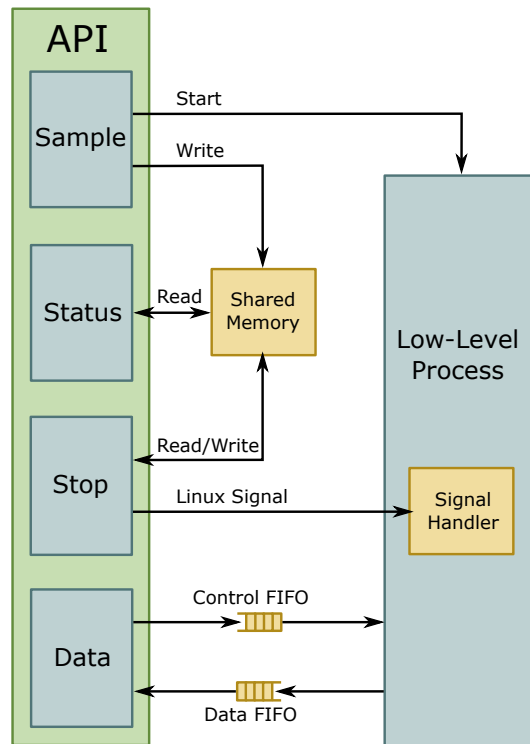 API
Sample
Start
Write
Status
Read
Shared
Memory
Low-Level
Process
Stop
Read/Write
Linux Signal
Signal
Handler
Data
Control FIFO
Data FIFO